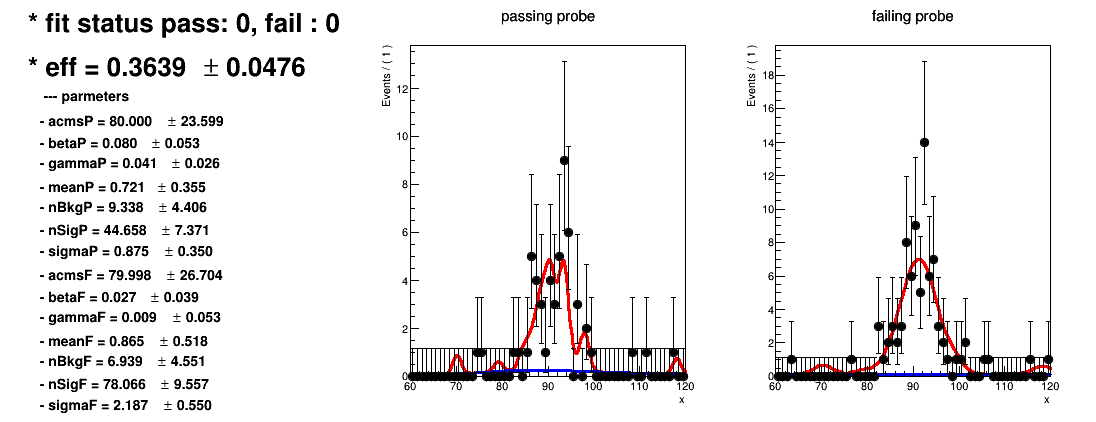 * fit status pass: 0, fail : 0
* eff = 0.3639 ± 0.0476
--- parmeters
- acmsP = 80.000 ± 23.599
- betaP = 0.080 ± 0.053
- gammaP = 0.041 ± 0.026
- meanP = 0.721 ± 0.355
- nBkgP = 9.338 ± 4.406
- nSigP = 44.658 ± 7.371
- sigmaP = 0.875 ± 0.350
- acmsF = 79.998 ± 26.704
- betaF = 0.027 ± 0.039
- gammaF = 0.009 ± 0.053
- meanF = 0.865 ± 0.518
- nBkgF = 6.939 ± 4.551
- nSigF = 78.066 ± 9.557
- sigmaF = 2.187 ± 0.550
passing probe
Events / ( 1 )
12
10
8
6
4
2
0
60 70 80 90 100 110 120
x
failing probe
Events / ( 1 )
18
16
14
12
10
8
6
4
2
0
60 70 80 90 100 110 120
x